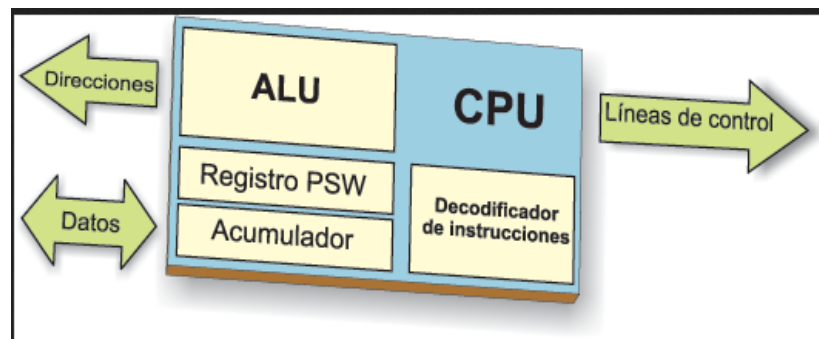 Direcciones
ALU
CPU
Líneas de control
Registro PSW
Datos
Acumulador
Decodificador
de instrucciones